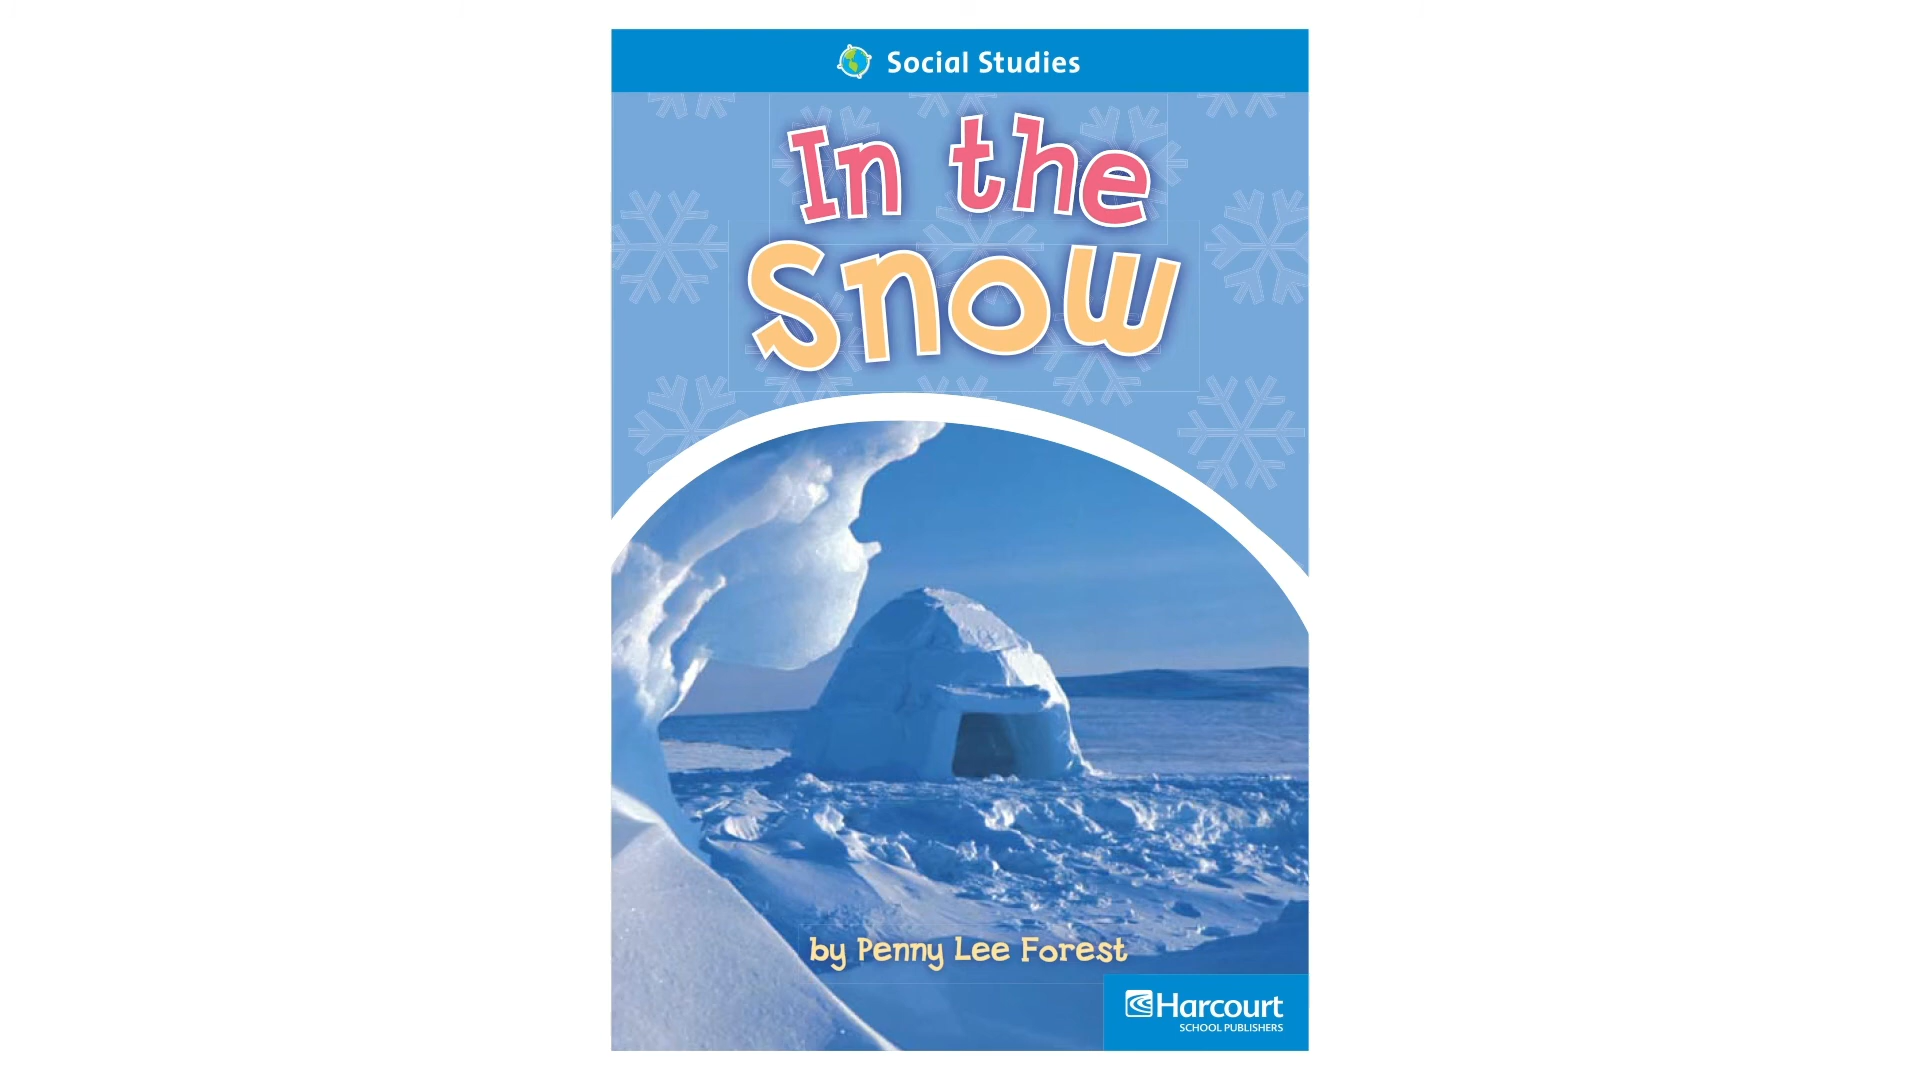 Social Studies
In the
Snow
by Penny Lee Forest
Harcourt
SCHOOL PUBLISHERS